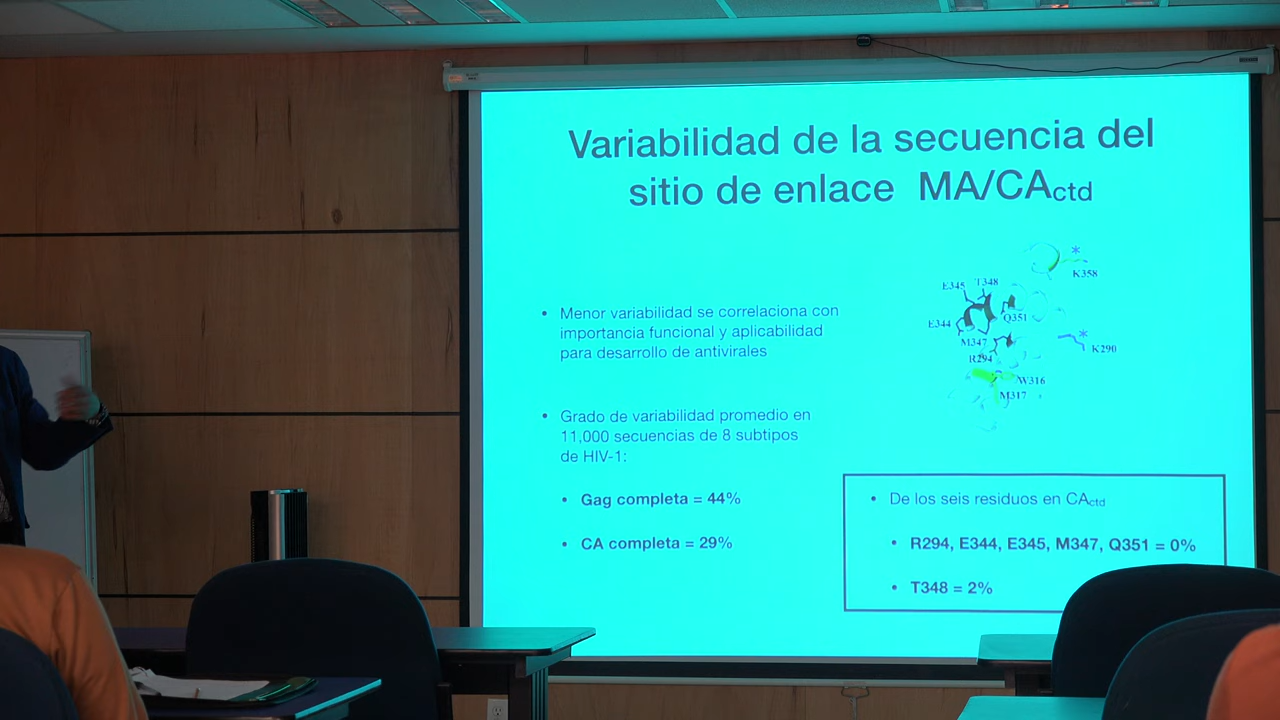 Variabilidad de la secuencia del
sitio de enlace MA/CActd
• Menor variabilidad se correlaciona con
importancia funcional y aplicabilidad
para desarrollo de antivirales
• Grado de variabilidad promedio en
11,000 secuencias de 8 subtipos
de HIV-1:
• Gag completa = 44%
• CA completa = 29%
*
K358
E345 T348
Q351
E344
M347
*
K290
R294
W316
M317
• De los seis residuos en CActd
• R294, E344, E345, M347, Q351 = 0%
• T348 = 2%